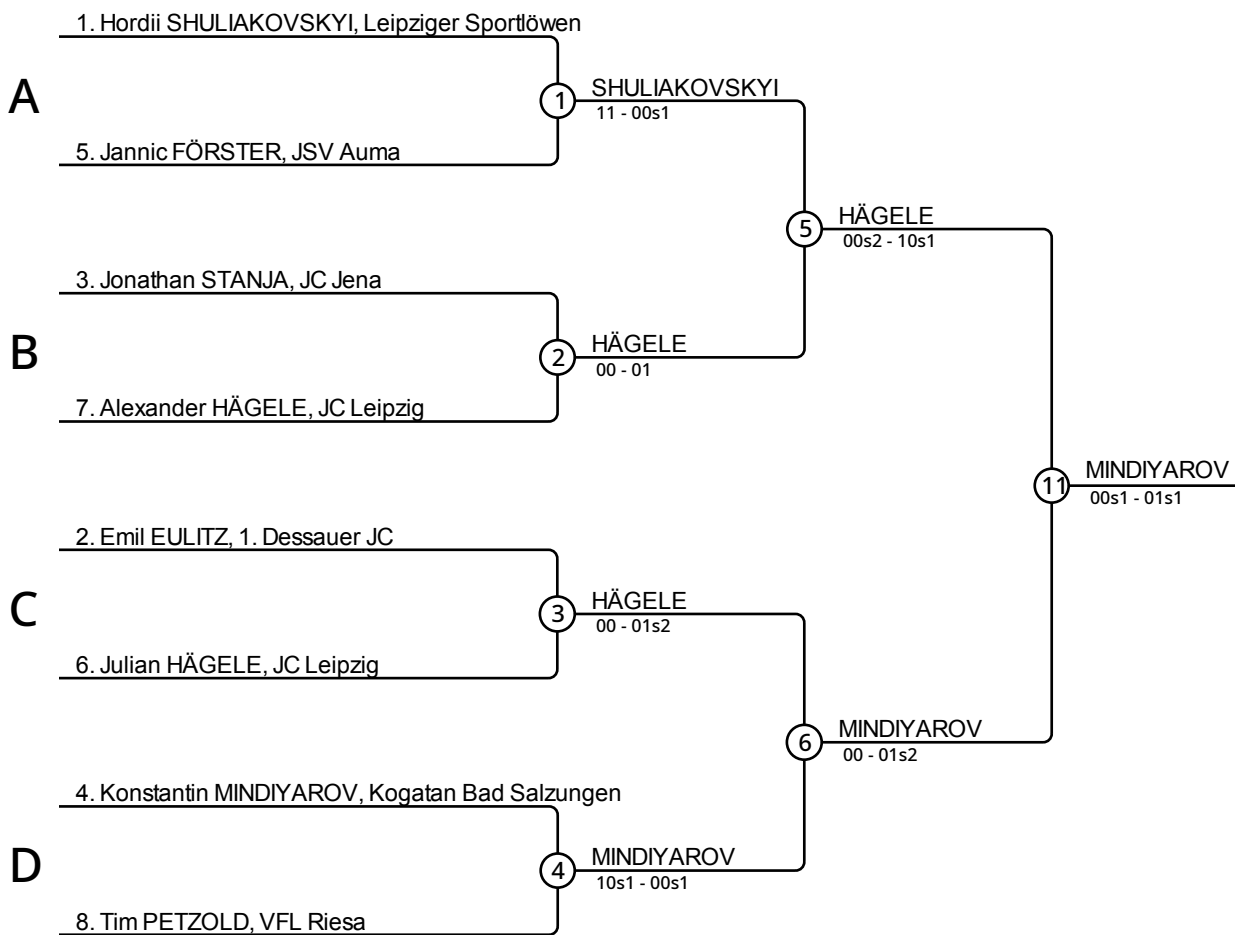 1. Hordii SHULIAKOVSKYI, Leipziger Sportlöwen
A
1
SHULIAKOVSKYI
11 - 00s1
5. Jannic FÖRSTER, JSV Auma
5
HÄGELE
00s2 - 10s1
3. Jonathan STANJA, JC Jena
B
2
HÄGELE
00 - 01
7. Alexander HÄGELE, JC Leipzig
11
MINDIYAROV
00s1 - 01s1
2. Emil EULITZ, 1. Dessauer JC
C
3
HÄGELE
00 - 01s2
6. Julian HÄGELE, JC Leipzig
6
MINDIYAROV
00 - 01s2
4. Konstantin MINDIYAROV, Kogatan Bad Salzungen
D
4
MINDIYAROV
10s1 - 00s1
8. Tim PETZOLD, VFL Riesa